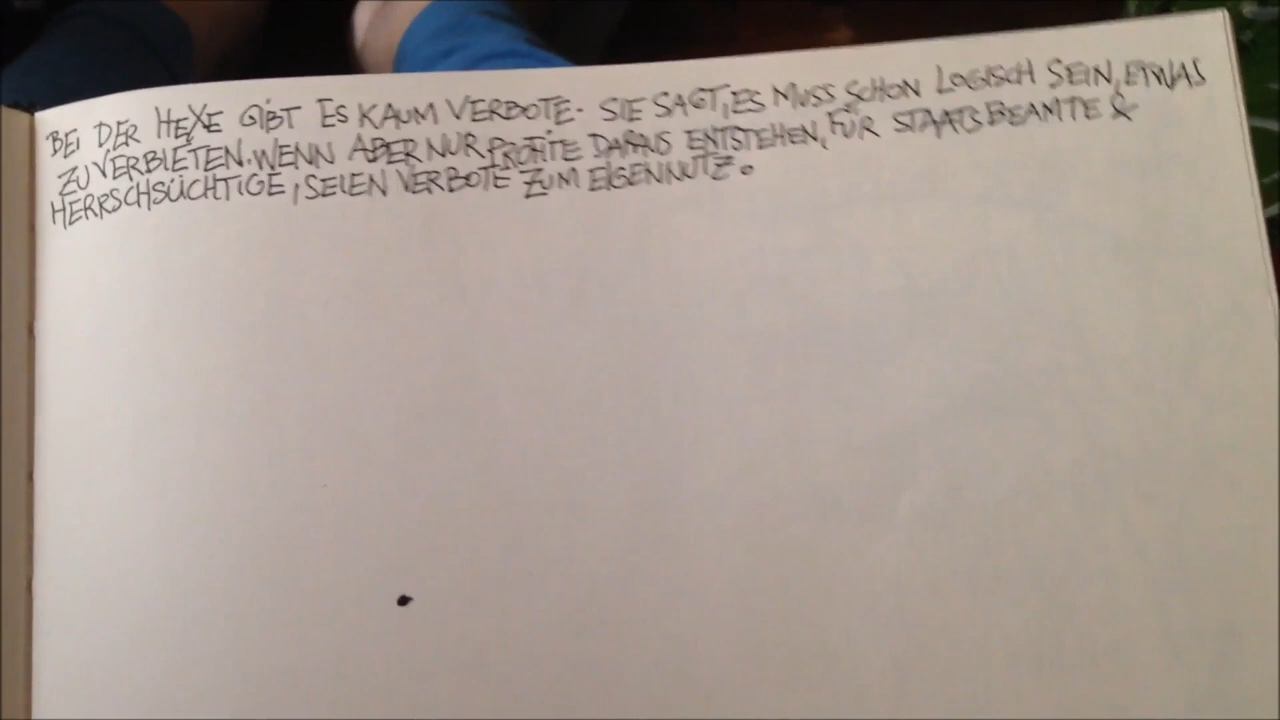 BEI DER HEXE GIBT ES KAUM VERBOTE. SIE SAGT, ES MUSS SCHON LOGISCH SEIN, ETWAS
ZU VERBIETEN. WENN ABER NUR PROFITE DARAUS ENTSTEHEN, FÜR STAATSBEAMTE &
HERRSCHSÜCHTIGE, SEIEN VERBOTE ZUM EIGENNUTZ.